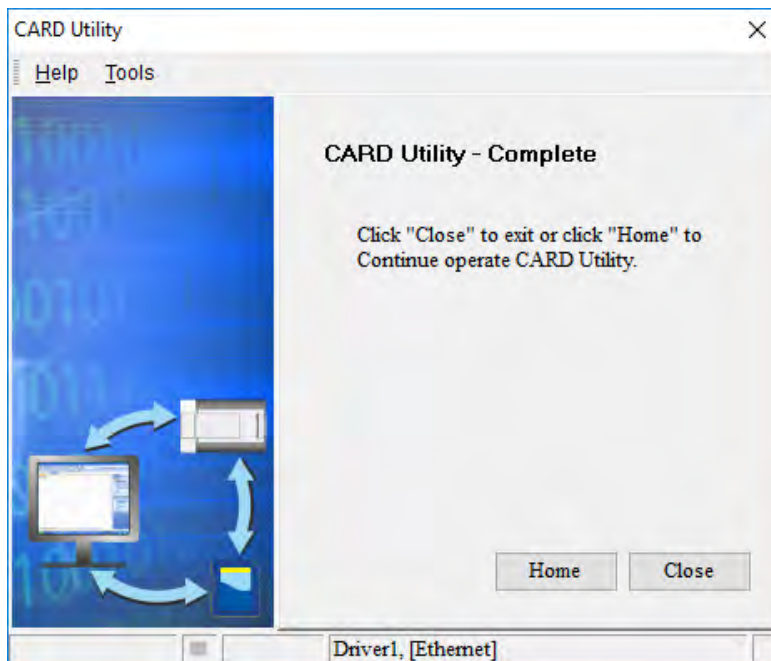 CARD Utility
Help Tools
CARD Utility - Complete
Click "Close" to exit or click "Home" to
Continue operate CARD Utility.
Home Close
Driver1, [Ethernet]